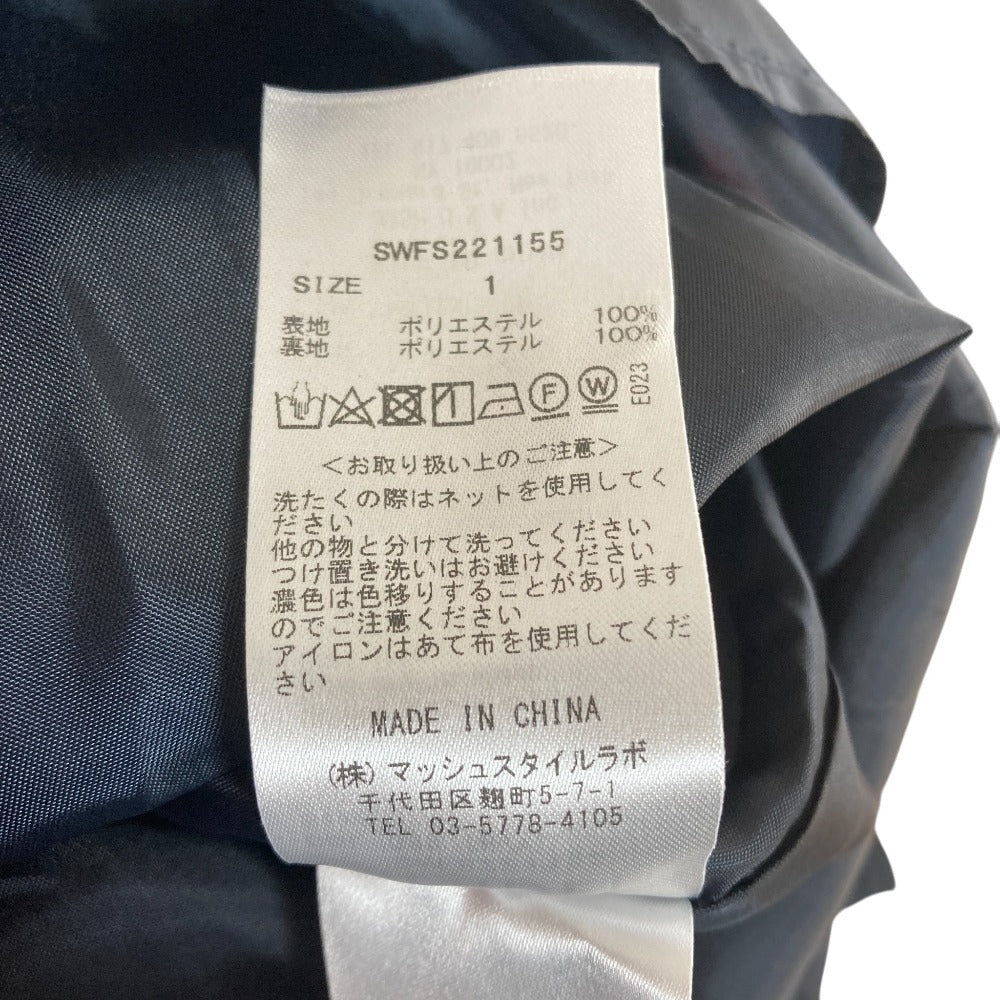 SWFS221155
SIZE 1
表地 ポリエステル 100%
裏地 ポリエステル 100%
F W E023
<お取り扱い上のご注意>
洗たくの際はネットを使用してく
ださい
他の物と分けて洗ってください
つけ置き洗いはお避けください
濃色は色移りすることがあります
のでご注意ください
アイロンはあて布を使用してくだ
さい
MADE IN CHINA
(株)マッシュスタイルラボ
千代田区麹町5-7-1
TEL 03-5778-4105